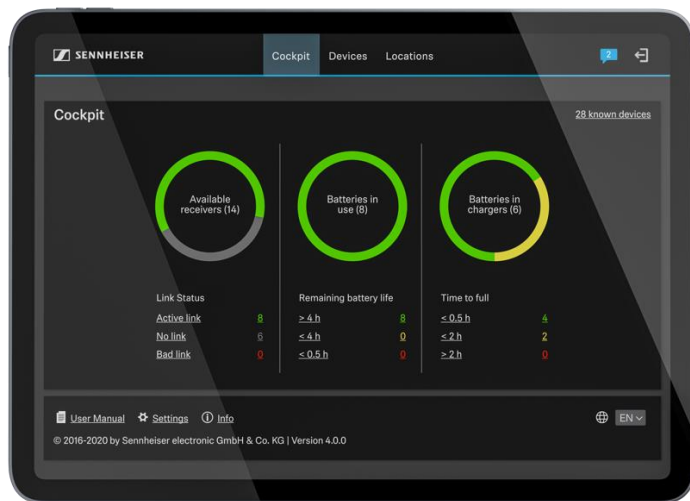 SENNHEISER
Cockpit Devices Locations
2
Cockpit
28 known devices
Available
receivers (14)
Batteries in
use (8)
Batteries in
chargers (6)
Link Status
Active link 8
No link 6
Bad link 0
Remaining battery life
> 4 h 8
< 4 h 0
< 0.5 h 0
Time to full
< 0.5 h 4
< 2 h 2
> 2 h 0
User Manual Settings Info
EN
© 2016-2020 by Sennheiser electronic GmbH & Co. KG | Version 4.0.0